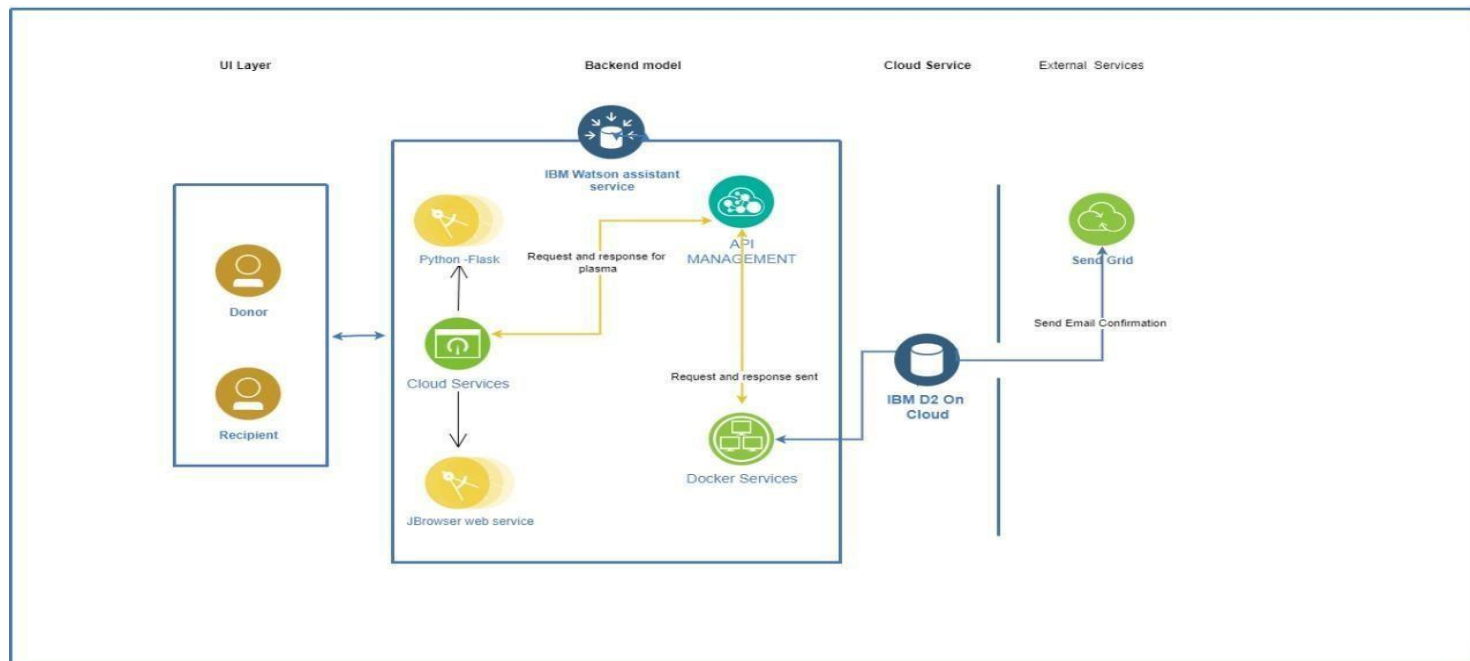 UI Layer
Backend model
Cloud Service
External Services
IBM Watson assistant
service
Python -Flask
Request and response for
plasma
API
MANAGEMENT
Send Grid
Donor
Send Email Confirmation
Cloud Services
Request and response sent
IBM D2 On
Cloud
Recipient
Docker Services
JBrowser web service